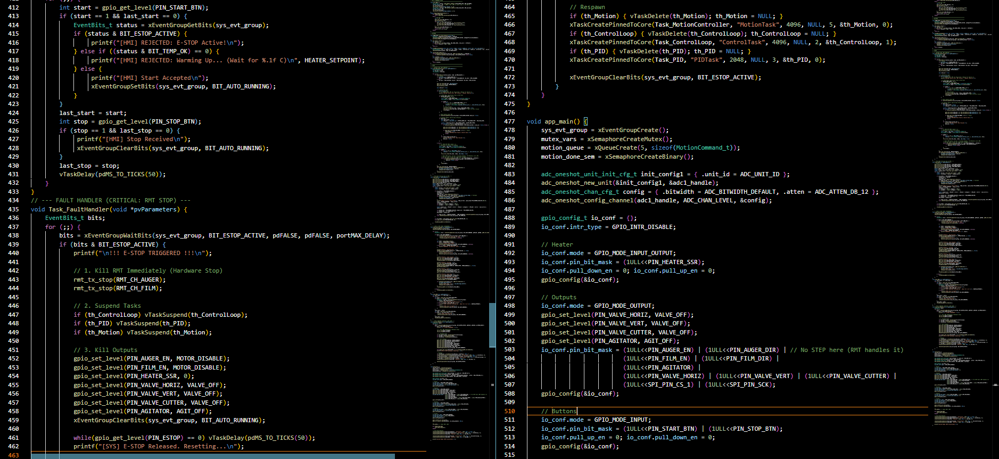 412 int start = gpio_get_level(PIN_START_BTN);
413 if (start == 1 && last_start == 0) {
414 EventBits_t status = xEventGroupGetBits(sys_evt_group);
415 if (status & BIT_ESTOP_ACTIVE) {
416 printf("[HMI] REJECTED: E-STOP Active!\n");
417 } else if ((status & BIT_TEMP_OK) == 0) {
418 printf("[HMI] REJECTED: Warming Up... (Wait for %.1f C)\n", HEATER_SETPOINT);
419 } else {
420 printf("[HMI] Start Accepted\n");
421 xEventGroupSetBits(sys_evt_group, BIT_AUTO_RUNNING);
422 }
423 }
424 last_start = start;
425 int stop = gpio_get_level(PIN_STOP_BTN);
426 if (stop == 1 && last_stop == 0) {
427 printf("[HMI] Stop Received\n");
428 xEventGroupClearBits(sys_evt_group, BIT_AUTO_RUNNING);
429 }
430 last_stop = stop;
431 vTaskDelay(pdMS_TO_TICKS(50));
432 }
433 }
434 // --- FAULT HANDLER (CRITICAL: RMT STOP) ---
435 void Task_FaultHandler(void *pvParameters) {
436 EventBits_t bits;
437 for (;;) {
438 bits = xEventGroupWaitBits(sys_evt_group, BIT_ESTOP_ACTIVE, pdFALSE, pdFALSE, portMAX_DELAY);
439 if (bits & BIT_ESTOP_ACTIVE) {
440 printf("\n!!! E-STOP TRIGGERED !!!\n");
441
442 // 1. Kill RMT Immediately (Hardware Stop)
443 rmt_tx_stop(RMT_CH_AUGER);
444 rmt_tx_stop(RMT_CH_FILM);
445
446 // 2. Suspend Tasks
447 if (th_ControlLoop) vTaskSuspend(th_ControlLoop);
448 if (th_PID) vTaskSuspend(th_PID);
449 if (th_Motion) vTaskSuspend(th_Motion);
450
451 // 3. Kill Outputs
452 gpio_set_level(PIN_AUGER_EN, MOTOR_DISABLE);
453 gpio_set_level(PIN_FILM_EN, MOTOR_DISABLE);
454 gpio_set_level(PIN_HEATER_SSR, 0);
455 gpio_set_level(PIN_VALVE_HORIZ, VALVE_OFF);
456 gpio_set_level(PIN_VALVE_VERT, VALVE_OFF);
457 gpio_set_level(PIN_VALVE_CUTTER, VALVE_OFF);
458 gpio_set_level(PIN_AGITATOR, AGIT_OFF);
459 xEventGroupClearBits(sys_evt_group, BIT_AUTO_RUNNING);
460
461 while(gpio_get_level(PIN_ESTOP) == 0) vTaskDelay(pdMS_TO_TICKS(50));
462 printf("[SYS] E-STOP Released. Resetting...\n");
463
464 // Respawn
465 if (th_Motion) { vTaskDelete(th_Motion); th_Motion = NULL; }
466 xTaskCreatePinnedToCore(Task_MotionController, "MotionTask", 4096, NULL, 5, &th_Motion, 0);
467 if (th_ControlLoop) { vTaskDelete(th_ControlLoop); th_ControlLoop = NULL; }
468 xTaskCreatePinnedToCore(Task_ControlLoop, "ControlTask", 4096, NULL, 2, &th_ControlLoop, 1);
469 if (th_PID) { vTaskDelete(th_PID); th_PID = NULL; }
470 xTaskCreatePinnedToCore(Task_PID, "PIDTask", 2048, NULL, 3, &th_PID, 0);
471
472 xEventGroupClearBits(sys_evt_group, BIT_ESTOP_ACTIVE);
473 }
474 }
475 }
476
477 void app_main() {
478 sys_evt_group = xEventGroupCreate();
479 mutex_vars = xSemaphoreCreateMutex();
480 motion_queue = xQueueCreate(5, sizeof(MotionCommand_t));
481 motion_done_sem = xSemaphoreCreateBinary();
482
483 adc_oneshot_unit_init_cfg_t init_config1 = { .unit_id = ADC_UNIT_ID };
484 adc_oneshot_new_unit(&init_config1, &adc1_handle);
485 adc_oneshot_chan_cfg_t config = { .bitwidth = ADC_BITWIDTH_DEFAULT, .atten = ADC_ATTEN_DB_12 };
486 adc_oneshot_config_channel(adc1_handle, ADC_CHAN_LEVEL, &config);
487
488 gpio_config_t io_conf = {};
489 io_conf.intr_type = GPIO_INTR_DISABLE;
490
491 // Heater
492 io_conf.mode = GPIO_MODE_INPUT_OUTPUT;
493 io_conf.pin_bit_mask = (1ULL<<PIN_HEATER_SSR);
494 io_conf.pull_down_en = 0; io_conf.pull_up_en = 0;
495 gpio_config(&io_conf);
496
497 // Outputs
498 io_conf.mode = GPIO_MODE_OUTPUT;
499 gpio_set_level(PIN_VALVE_HORIZ, VALVE_OFF);
500 gpio_set_level(PIN_VALVE_VERT, VALVE_OFF);
501 gpio_set_level(PIN_VALVE_CUTTER, VALVE_OFF);
502 gpio_set_level(PIN_AGITATOR, AGIT_OFF);
503 io_conf.pin_bit_mask = (1ULL<<PIN_AUGER_EN) | (1ULL<<PIN_AUGER_DIR) | // No STEP here (RMT handles it)
504 (1ULL<<PIN_FILM_EN) | (1ULL<<PIN_FILM_DIR) |
505 (1ULL<<PIN_AGITATOR) |
506 (1ULL<<PIN_VALVE_HORIZ) | (1ULL<<PIN_VALVE_VERT) | (1ULL<<PIN_VALVE_CUTTER) |
507 (1ULL<<SPI_PIN_CS_1) | (1ULL<<SPI_PIN_SCK);
508 gpio_config(&io_conf);
509
510 // Buttons
511 io_conf.mode = GPIO_MODE_INPUT;
512 io_conf.pin_bit_mask = (1ULL<<PIN_START_BTN) | (1ULL<<PIN_STOP_BTN);
513 io_conf.pull_up_en = 0; io_conf.pull_down_en = 0;
514 gpio_config(&io_conf);
515